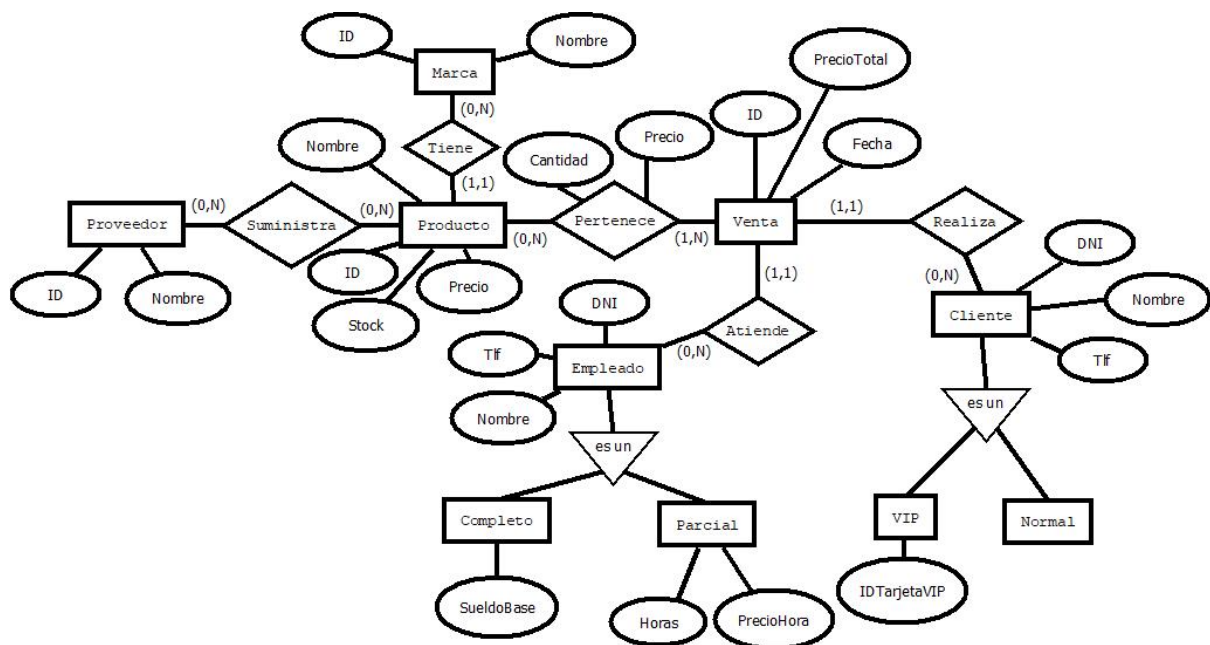 ID
Nombre
Marca
PrecioTotal
(0,N)
ID
Precio
Nombre
Tiene
Cantidad
Fecha
(1,1)
(0,N)
(0,N)
Proveedor
Suministra
Producto
Pertenece
Venta
(1,1)
Realiza
(0,N)
(1,N)
DNI
ID
Nombre
ID
Precio
(1,1)
(0,N)
Nombre
Stock
DNI
Cliente
Atiende
Tlf
Empleado
(0,N)
Tlf
Nombre
es un
es un
Completo
Parcial
VIP
Normal
SueldoBase
IDTarjetaVIP
Horas
PrecioHora